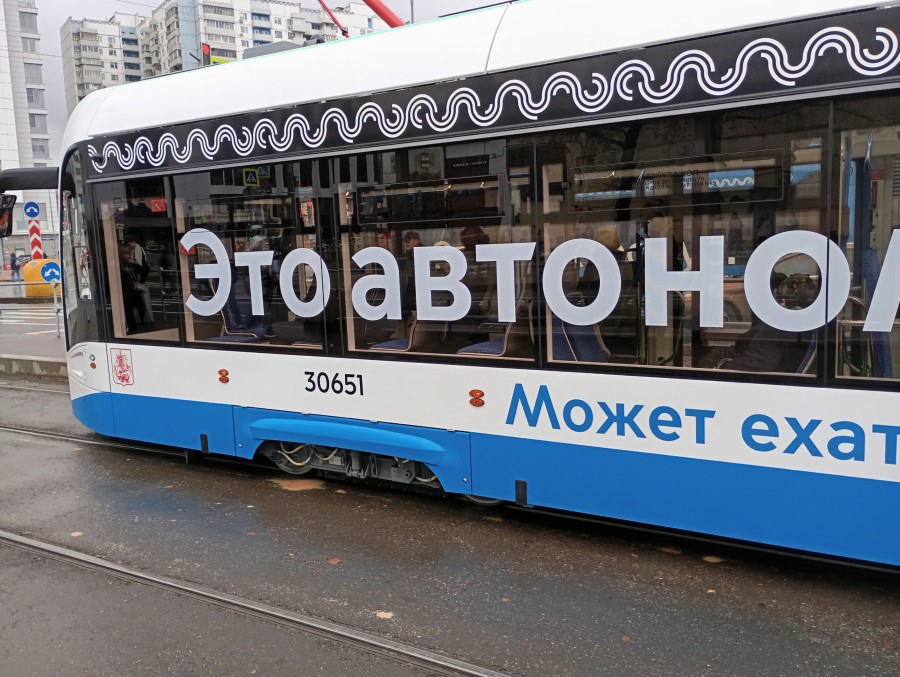 Это автоно
30651
Может ехат